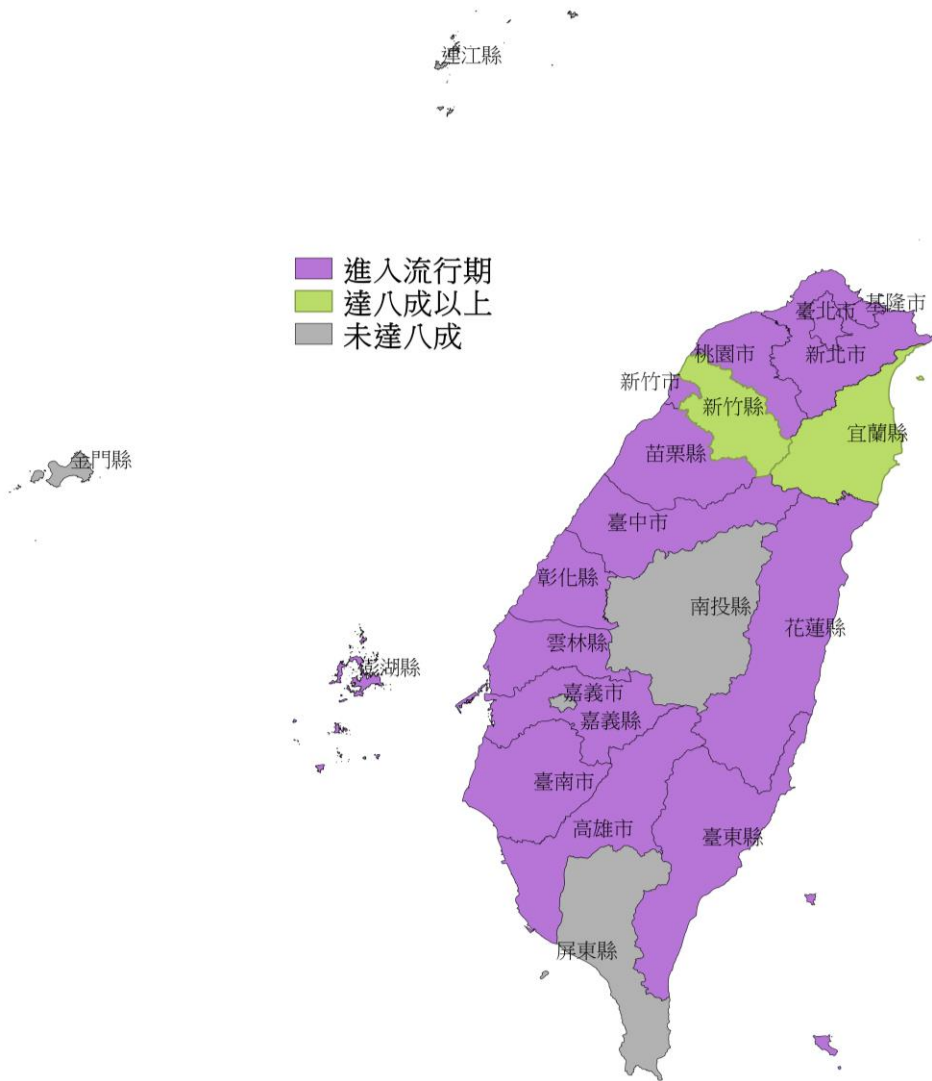 連江縣
進入流行期
達八成以上
未達八成
基隆市
臺北市
桃園市
新北市
新竹市
新竹縣
宜蘭縣
苗栗縣
金門縣
臺中市
彰化縣
南投縣
花蓮縣
雲林縣
澎湖縣
嘉義市
嘉義縣
臺南市
高雄市
臺東縣
屏東縣